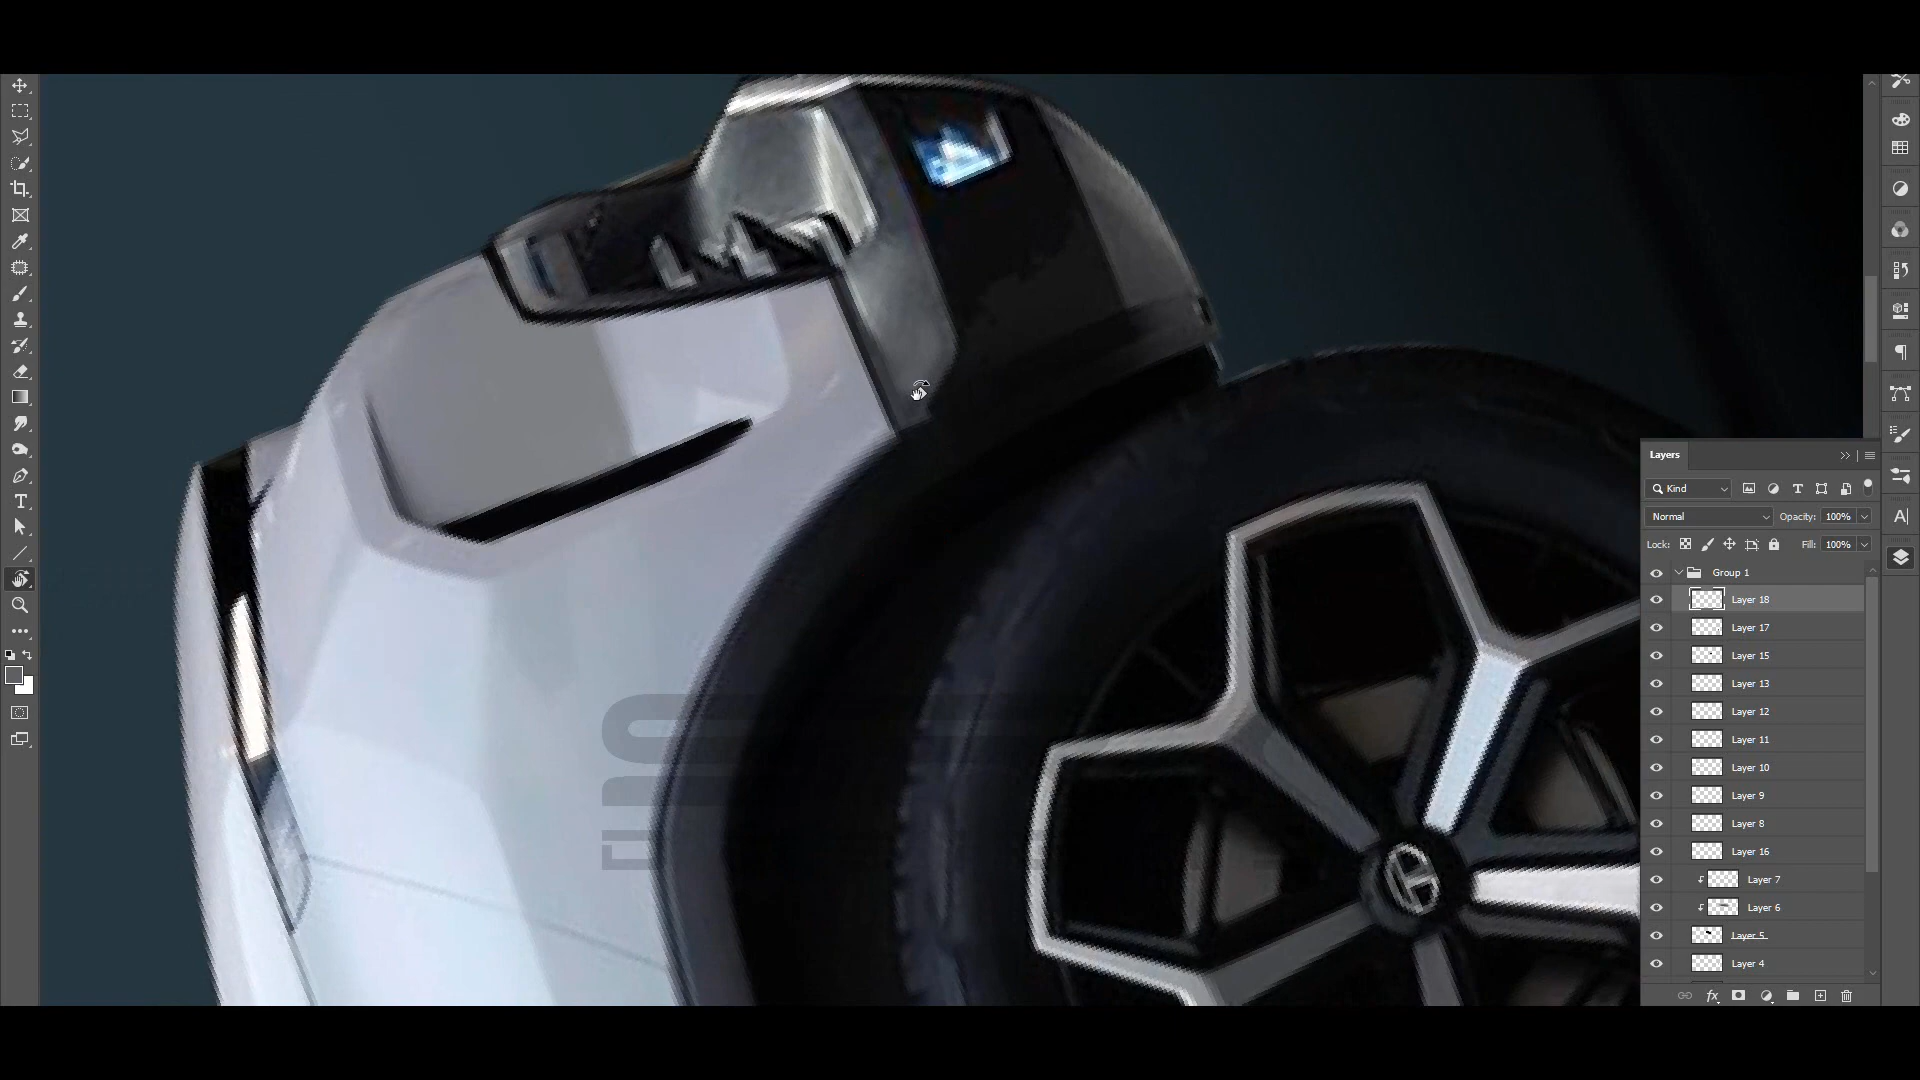 Layers
Kind
Normal
Opacity: 100%
Lock:
Fill: 100%
Group 1
Layer 18
Layer 17
Layer 15
Layer 13
Layer 12
Layer 11
Layer 10
Layer 9
Layer 8
Layer 16
Layer 7
Layer 6
Layer 5
Layer 4